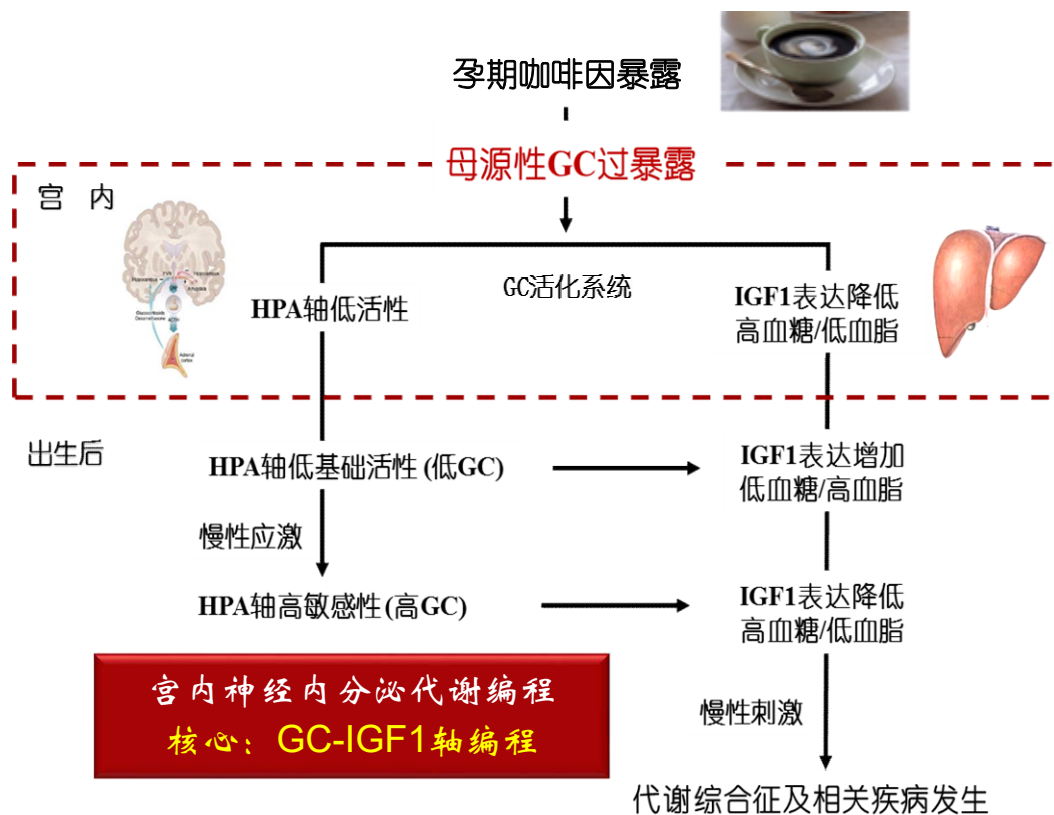 孕期咖啡因暴露
母源性GC过暴露
宫 内
GC活化系统
HPA轴低活性
IGF1表达降低
高血糖/低血脂
出生后
HPA轴低基础活性(低GC)
IGF1表达增加
低血糖/高血脂
慢性应激
HPA轴高敏感性(高GC)
IGF1表达降低
高血糖/低血脂
宫内神经内分泌代谢编程
核心：GC-IGF1轴编程
慢性刺激
代谢综合征及相关疾病发生